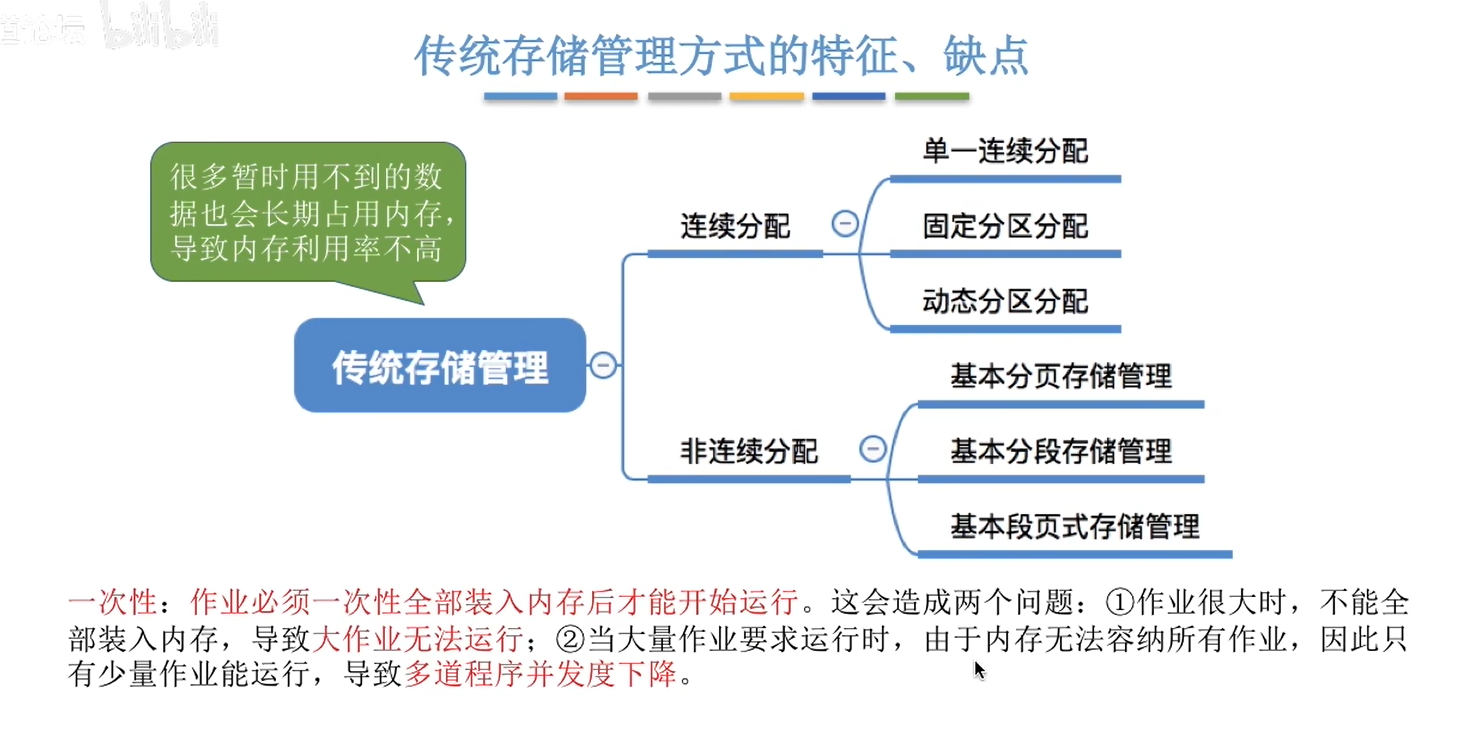 道论坛 bilibili
传统存储管理方式的特征、缺点
很多暂时用不到的数
据也会长期占用内存,
导致内存利用率不高
传统存储管理
连续分配
单一连续分配
固定分区分配
动态分区分配
非连续分配
基本分页存储管理
基本分段存储管理
基本段页式存储管理
一次性：作业必须一次性全部装入内存后才能开始运行。这会造成两个问题：①作业很大时，不能全
部装入内存，导致大作业无法运行；②当大量作业要求运行时，由于内存无法容纳所有作业，因此只
有少量作业能运行，导致多道程序并发度下降。